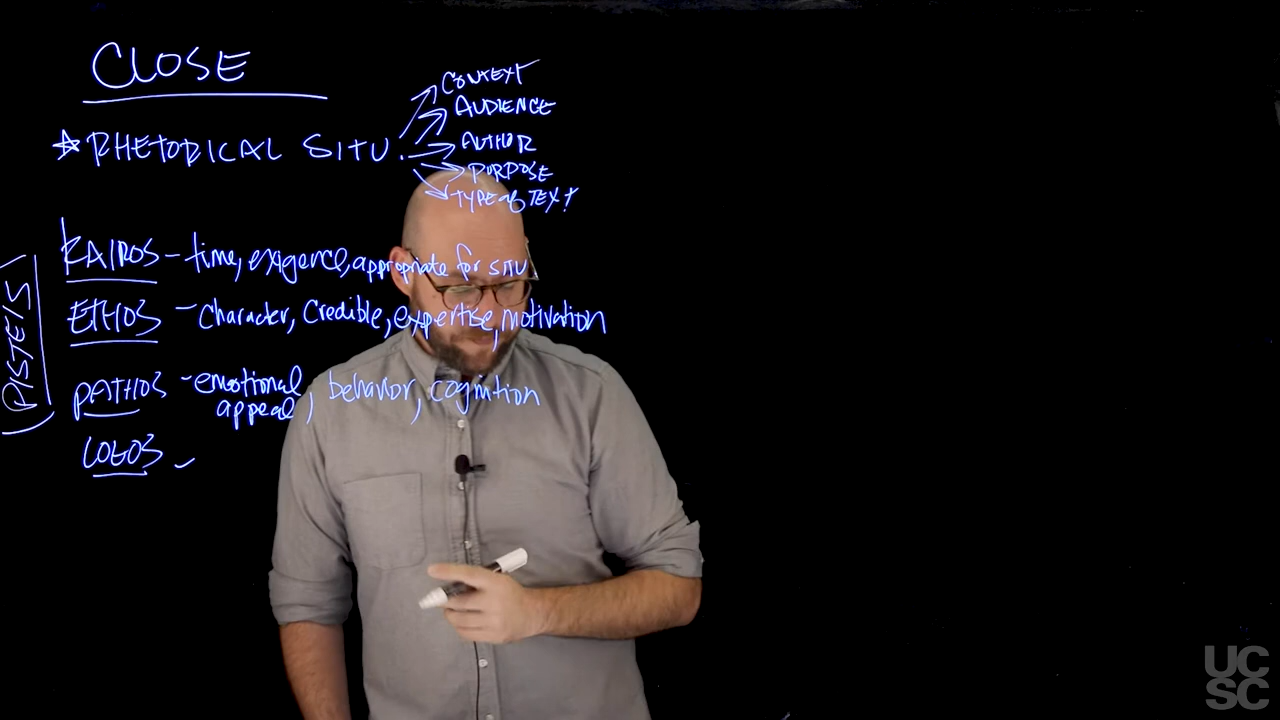 CLOSE
☆ RHETORICAL SITU.
CONTEXT
AUDIENCE
AUTHOR
PURPOSE
TYPE of TEXT
PISTEIS
KAIROS - time, exigence, appropriate for situ.
ETHOS - character, credible, expertise, motivation
PATHOS - emotional appeal, behavior, cognition
LOGOS -
UC
SC